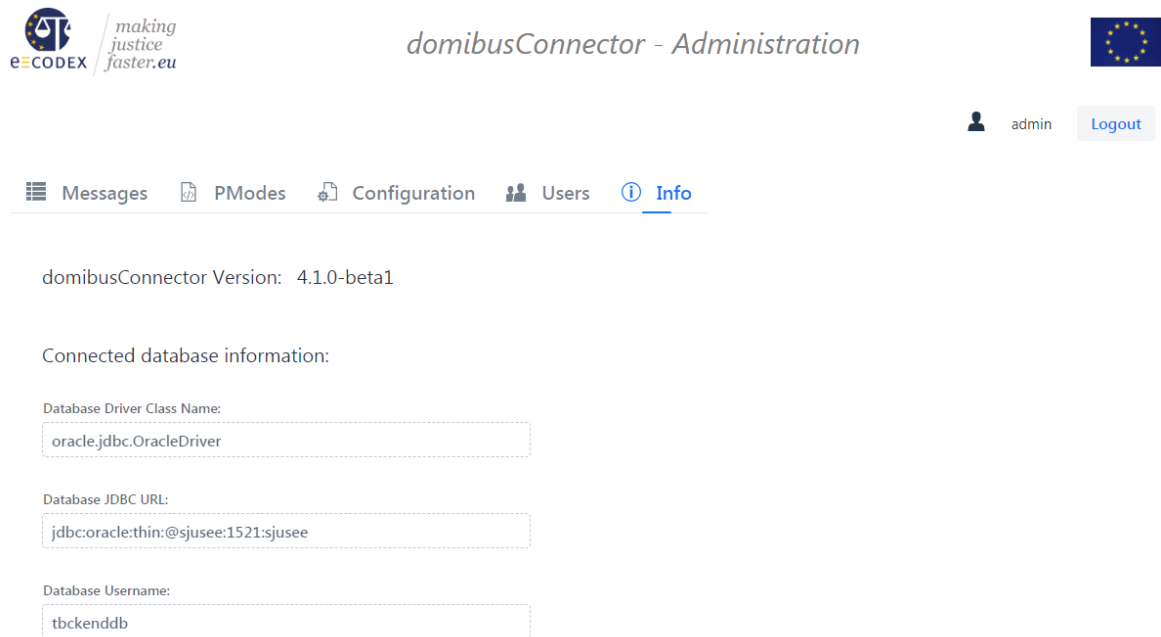 making
justice
faster.eu
e-CODEX
domibusConnector - Administration
admin
Logout
Messages
PModes
Configuration
Users
Info
domibusConnector Version: 4.1.0-beta1
Connected database information:
Database Driver Class Name:
oracle.jdbc.OracleDriver
Database JDBC URL:
jdbc:oracle:thin:@sjusee:1521:sjusee
Database Username:
tbckenddb